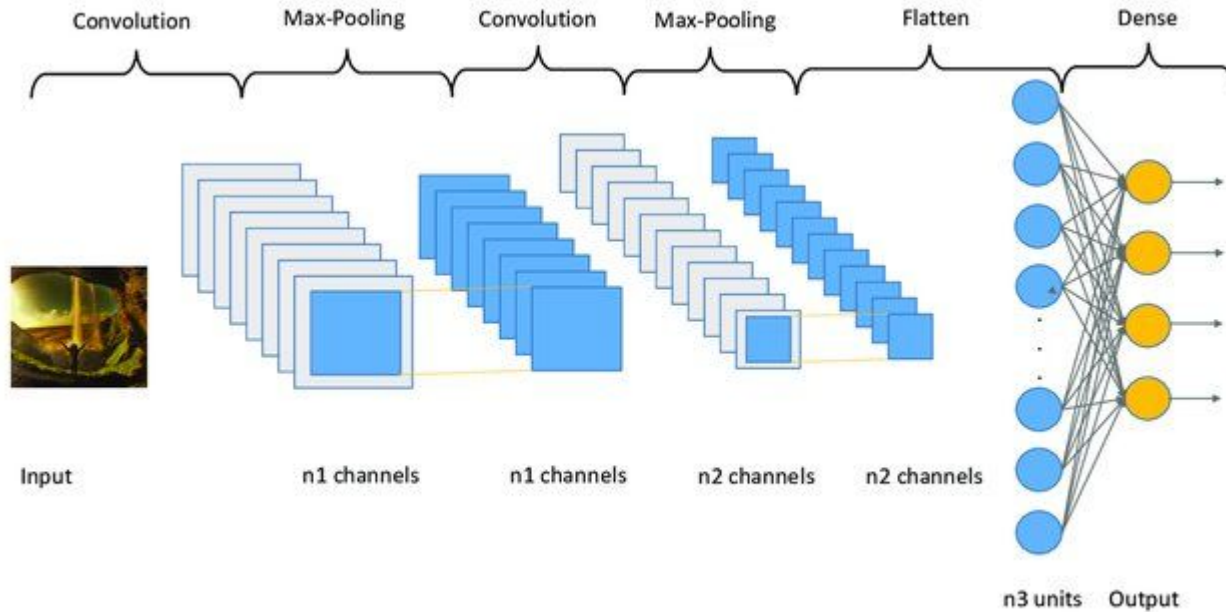 Convolution Max-Pooling Convolution Max-Pooling Flatten Dense
Input n1 channels n1 channels n2 channels n2 channels
n3 units Output